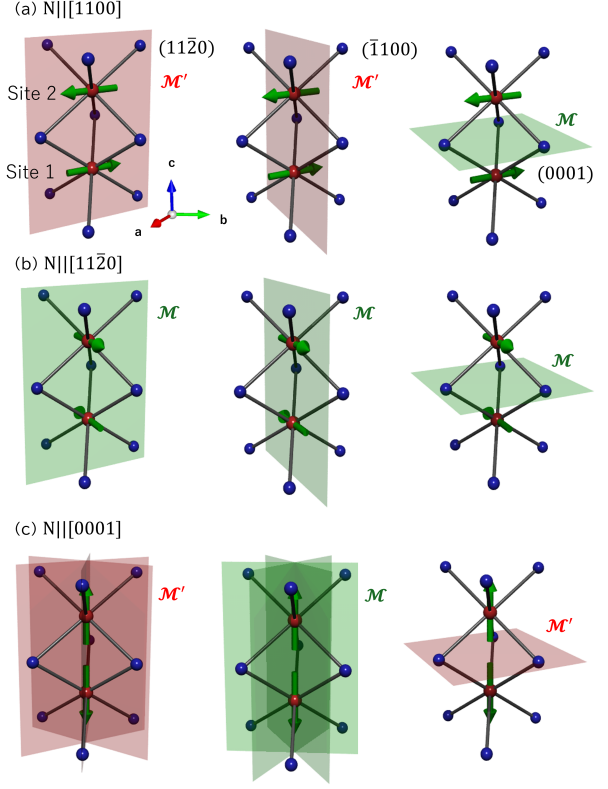 (a) N||[1100]
(112̄0)
(1̄100)
ℳ′
ℳ′
ℳ
Site 2
Site 1
(0001)
c
b
a
(b) N||[112̄0]
ℳ
ℳ
ℳ
(c) N||[0001]
ℳ′
ℳ
ℳ′